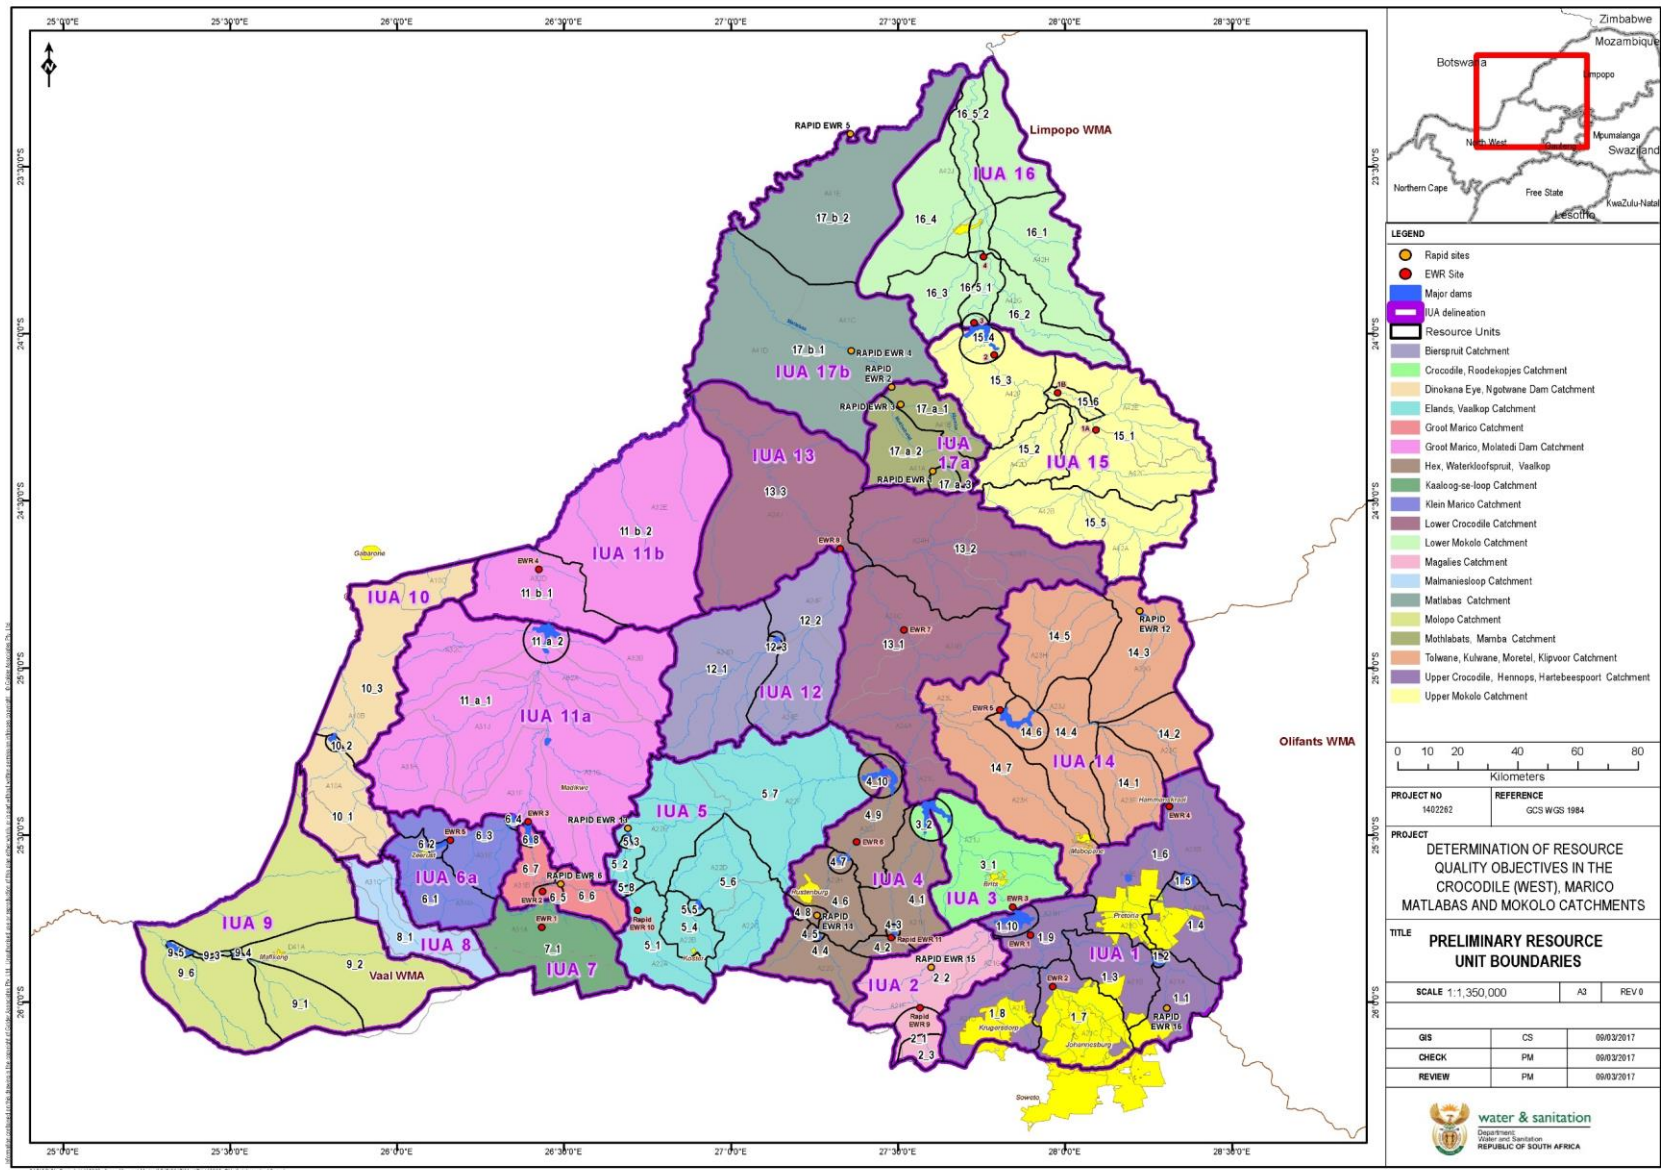 25°0'0"E
25°30'0"E
26°0'0"E
26°30'0"E
27°0'0"E
27°30'0"E
28°0'0"E
28°30'0"E
23°30'0"S
24°0'0"S
24°30'0"S
25°0'0"S
25°30'0"S
26°0'0"S
N
RAPID EWR 5
16_5_2
Limpopo WMA
IUA 16
17_b_2
16_4
16_1
4
16_3
16_5_1
16_2
3
15_4
2
17_b_1
RAPID EWR 4
IUA 17b
RAPID
EWR 2
15_3
1B
15_6
RAPID EWR 3
17_a_1
1A
15_1
IUA
17a
17_a_2
15_2
IUA 15
IUA 13
RAPID EWR 1
17_a_3
13_3
15_5
11_b_2
IUA 11b
EWR 8
13_2
Gabarone
EWR 4
11_b_1
IUA 10
RAPID
EWR 12
12_2
EWR 7
13_1
14_5
14_3
11_a_2
12_3
12_1
IUA 12
10_3
11_a_1
IUA 11a
EWR 5
14_6
14_4
14_2
Olifants WMA
10_2
IUA 14
14_7
14_1
4_10
5_7
Madikwe
IUA 5
Hammanskraal
EWR 4
10_1
6_4
EWR 3
RAPID EWR 11
4_9
3_2
EWR 5
6_3
6_2
6_8
5_3
EWR 6
Mabopane
Zeerust
IUA 6a
6_7
5_2
4_7
3_1
1_6
RAPID EWR 6
IUA 4
Brits
1_5
6_1
EWR 2
6_5
6_6
5_8
5_6
Rustenburg
4_6
4_1
IUA 3
EWR 3
IUA 9
EWR 1
Rapid
EWR 10
5_5
5_4
4_8
RAPID
EWR 14
4_3
1_10
Pretoria
1_4
8_1
IUA 8
7_1
5_1
4_5
4_4
4_2
Rapid EWR 11
EWR 1
1_9
9_5
9_3
9_4
Mafikeng
9_2
Koster
IUA 1
1_2
9_6
Vaal WMA
IUA 7
RAPID EWR 15
2_2
IUA 2
EWR 2
1_3
9_1
1_1
Rapid
EWR 9
1_8
1_7
RAPID
EWR 16
Krugersdorp
2_1
Johannesburg
2_3
Soweto
Zimbabwe
Mozambique
Botswana
Limpopo
North West
Gauteng
Mpumalanga
Swaziland
Northern Cape
Free State
KwaZulu-Natal
Lesotho
LEGEND
Rapid sites
EWR Site
Major dams
IUA delineation
Resource Units
Bierspruit Catchment
Crocodile, Roodekopjes Catchment
Dinokana Eye, Ngotwane Dam Catchment
Elands, Vaalkop Catchment
Groot Marico Catchment
Groot Marico, Molatedi Dam Catchment
Hex, Waterkloofspruit, Vaalkop
Kaaloog-se-loop Catchment
Klein Marico Catchment
Lower Crocodile Catchment
Lower Mokolo Catchment
Magalies Catchment
Malmaniesloop Catchment
Matlabas Catchment
Molopo Catchment
Mothlabats, Mamba Catchment
Tolwane, Kulwane, Moretel, Klipvoor Catchment
Upper Crocodile, Hennops, Hartebeespoort Catchment
Upper Mokolo Catchment
0 10 20 40 60 80
Kilometers
PROJECT NO
1402262
REFERENCE
GCS WGS 1984
PROJECT
DETERMINATION OF RESOURCE
QUALITY OBJECTIVES IN THE
CROCODILE (WEST), MARICO
MATLABAS AND MOKOLO CATCHMENTS
TITLE
PRELIMINARY RESOURCE
UNIT BOUNDARIES
SCALE 1:1,350,000
A3
REV 0
GIS CS 09/03/2017
CHECK PM 09/03/2017
REVIEW PM 09/03/2017
water & sanitation
Department:
Water and Sanitation
REPUBLIC OF SOUTH AFRICA